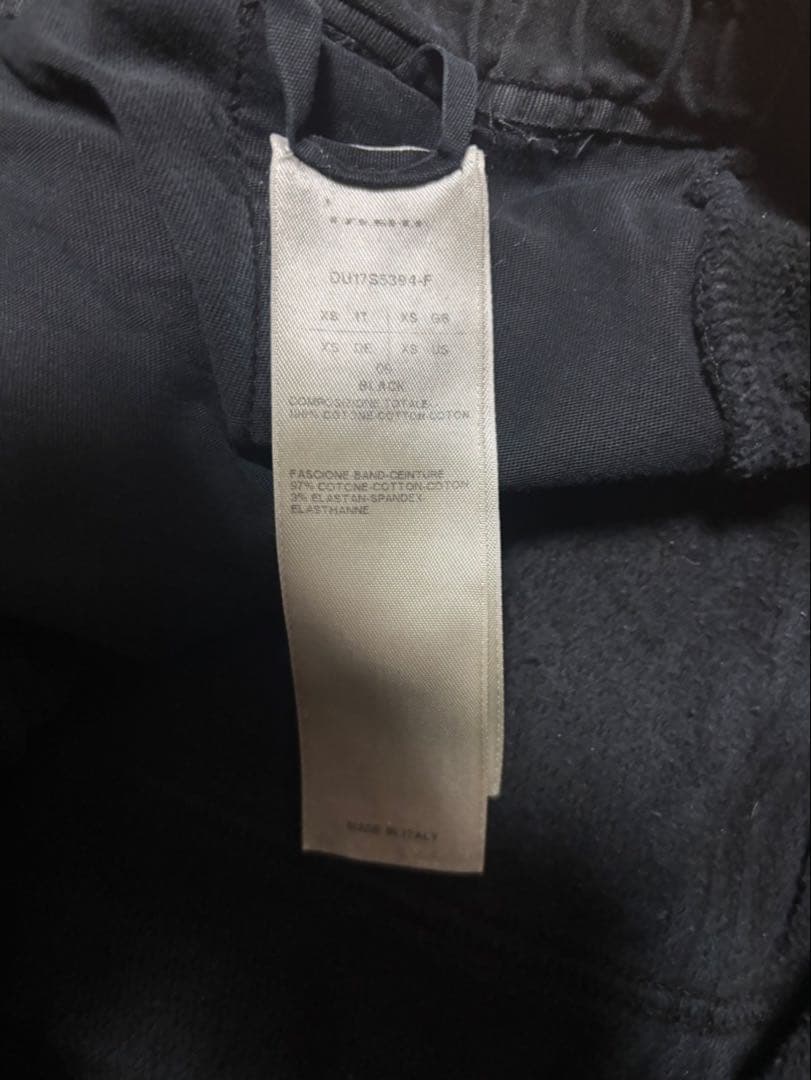 DU17S5394-F
XS IT XS GB
XS DE XS US
09
BLACK
COMPOSIZIONE TOTALE:
100% COTONE-COTTON-COTON
FASCIONE-BAND-CEINTURE
97% COTONE-COTTON-COTON
3% ELASTAN-SPANDEX-
ELASTHANNE
MADE IN ITALY